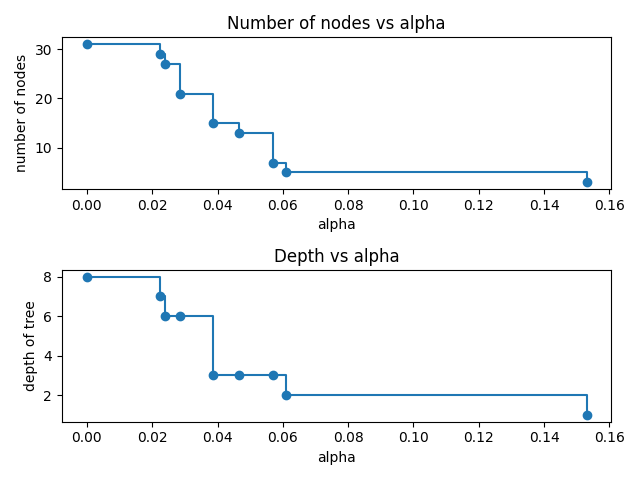 Number of nodes vs alpha
number of nodes
30
20
10
0.00 0.02 0.04 0.06 0.08 0.10 0.12 0.14 0.16
alpha
Depth vs alpha
depth of tree
8
6
4
2
0.00 0.02 0.04 0.06 0.08 0.10 0.12 0.14 0.16
alpha